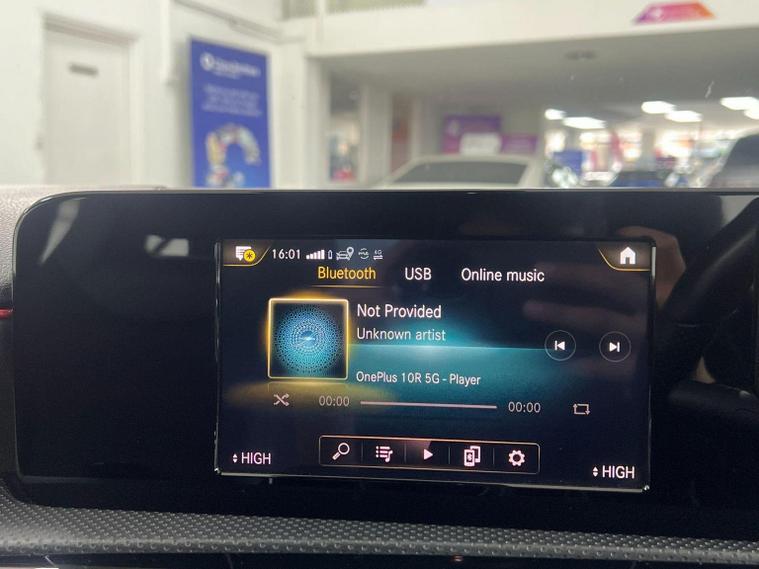 16:01
Bluetooth USB Online music
Not Provided
Unknown artist
OnePlus 10R 5G - Player
00:00 00:00
HIGH HIGH